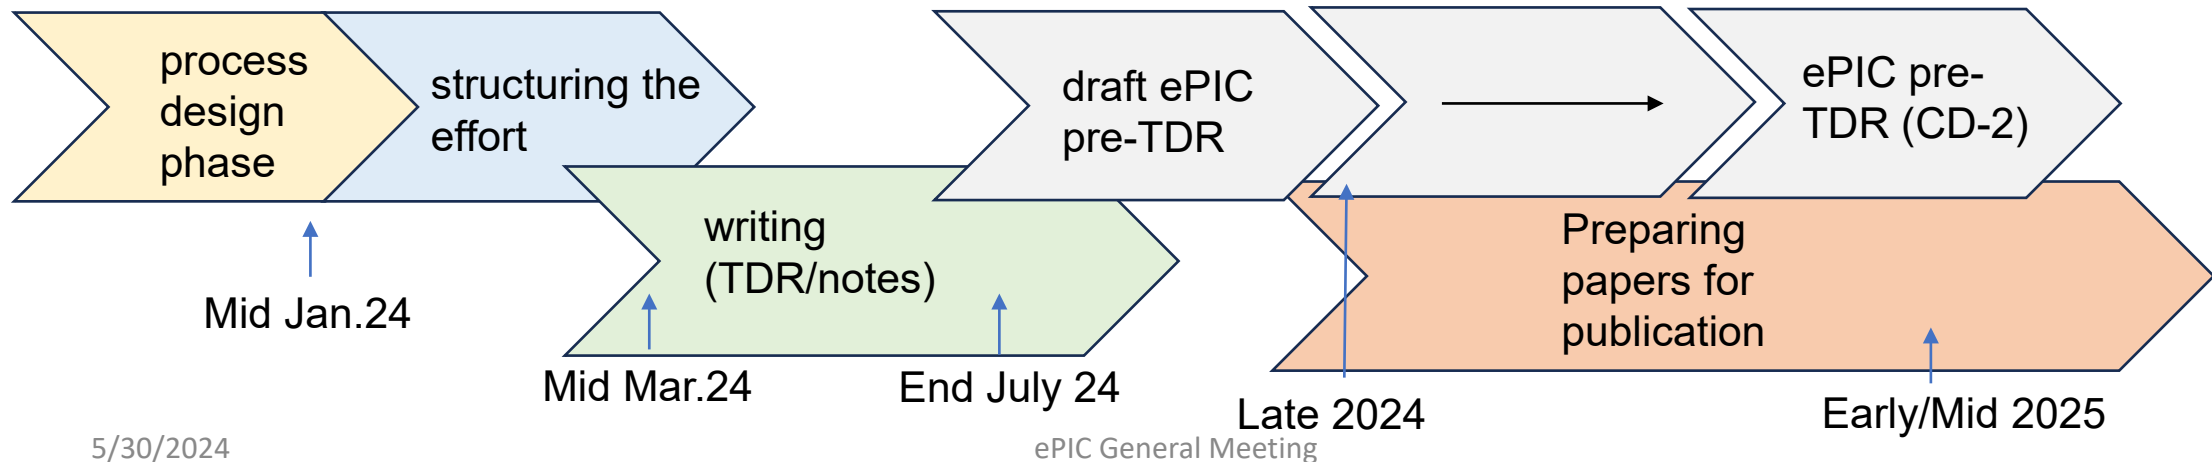 process
design
phase
structuring the
effort
draft ePIC
pre-TDR
ePIC pre-
TDR (CD-2)
writing
(TDR/notes)
Preparing
papers for
publication
Mid Jan.24
Mid Mar.24
End July 24
Late 2024
Early/Mid 2025
5/30/2024
ePIC General Meeting